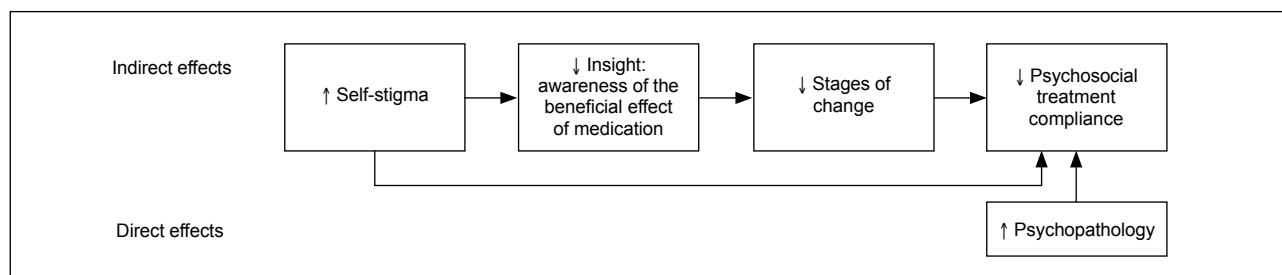 Indirect effects
↑ Self-stigma
↓ Insight:
awareness of the
beneficial effect
of medication
↓ Stages of
change
↓ Psychosocial
treatment
compliance
Direct effects
↑ Psychopathology